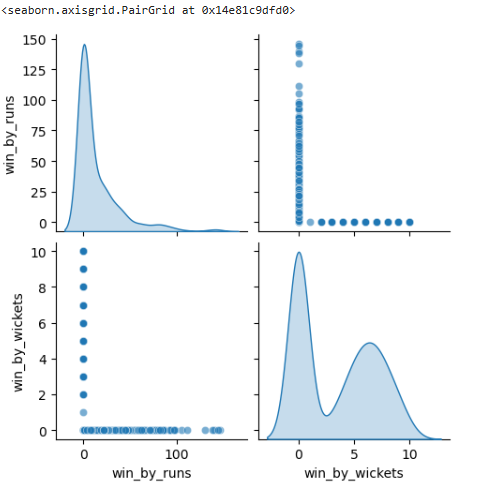 <seaborn.axisgrid.PairGrid at 0x14e81c9dfd0>
150
125
100
75
50
25
0
win_by_runs
10
8
6
4
2
0
win_by_wickets
0 100
win_by_runs
0 5 10
win_by_wickets